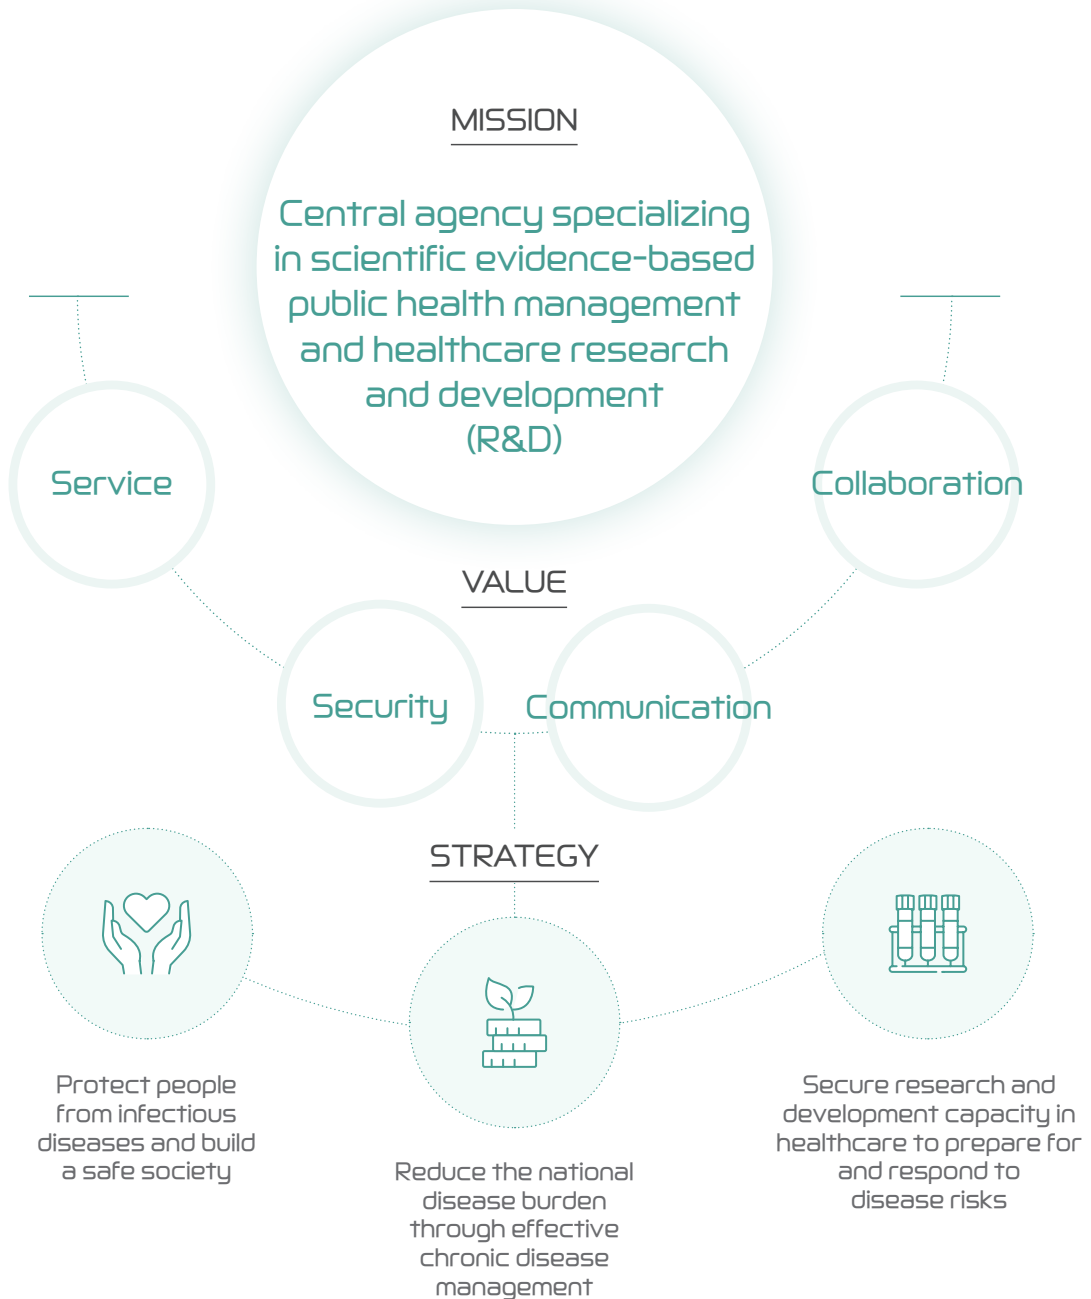 MISSION
Central agency specializing
in scientific evidence-based
public health management
and healthcare research
and development
(R&D)
Service
Collaboration
VALUE
Security
Communication
STRATEGY
Protect people
from infectious
diseases and build
a safe society
Reduce the national
disease burden
through effective
chronic disease
management
Secure research and
development capacity in
healthcare to prepare for
and respond to
disease risks